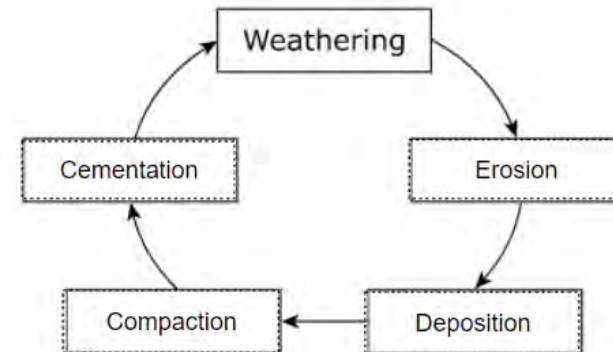 Weathering
Cementation
Erosion
Compaction
Deposition